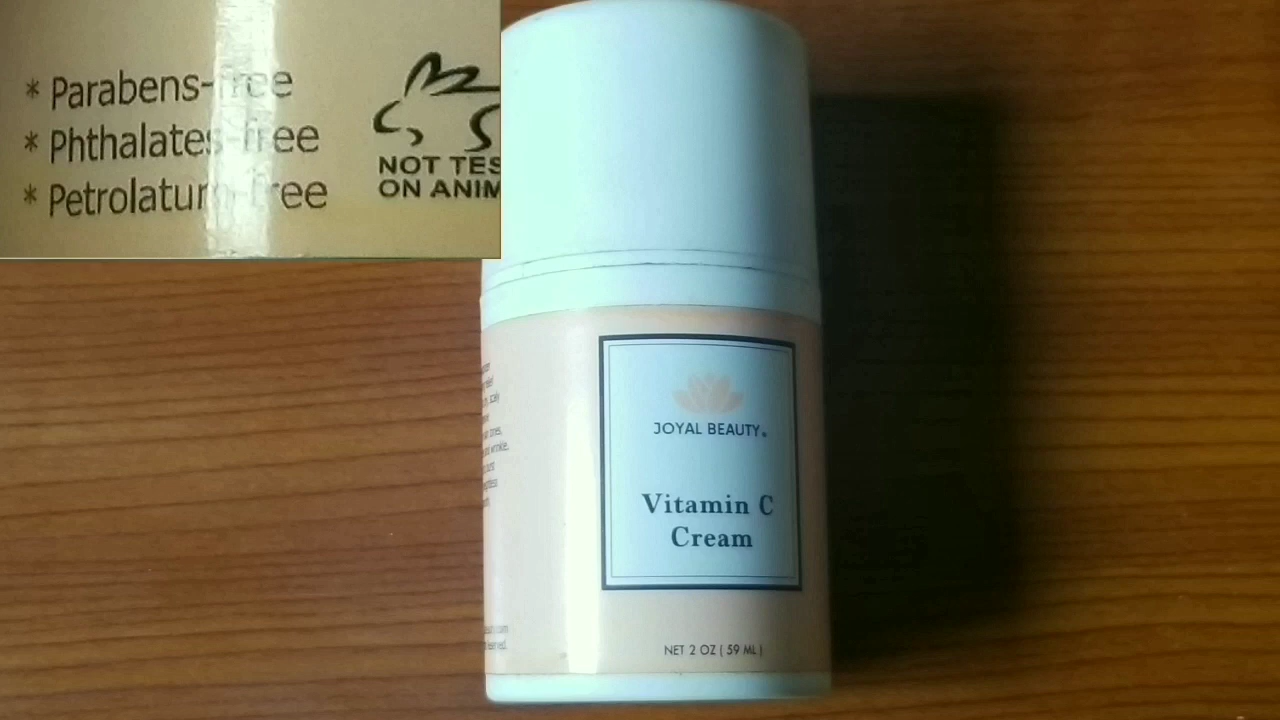 * Parabens-free
* Phthalates-free
* Petrolatum-free
NOT TES
ON ANIM
JOYAL BEAUTY®
Vitamin C
Cream
NET 2 OZ ( 59 ML )